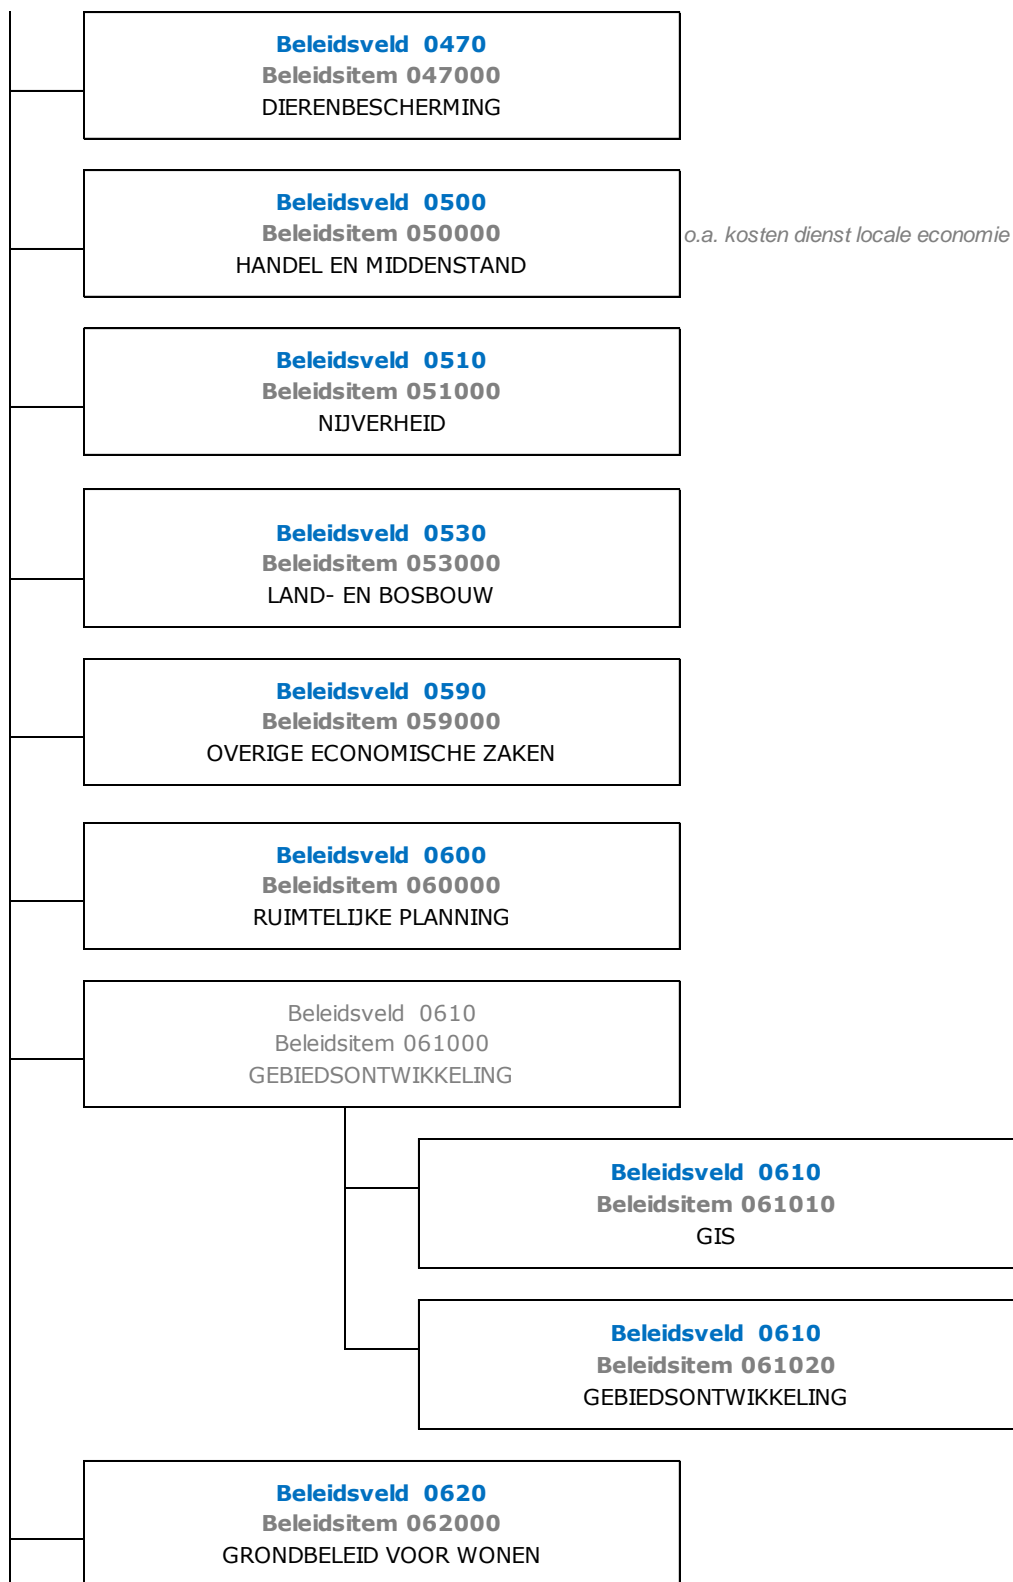 Beleidsveld 0470
Beleidsitem 047000
DIERENBESCHERMING
Beleidsveld 0500
Beleidsitem 050000
HANDEL EN MIDDENSTAND
o.a. kosten dienst locale economie
Beleidsveld 0510
Beleidsitem 051000
NIJVERHEID
Beleidsveld 0530
Beleidsitem 053000
LAND- EN BOSBOUW
Beleidsveld 0590
Beleidsitem 059000
OVERIGE ECONOMISCHE ZAKEN
Beleidsveld 0600
Beleidsitem 060000
RUIMTELIJKE PLANNING
Beleidsveld 0610
Beleidsitem 061000
GEBIEDSONTWIKKELING
Beleidsveld 0610
Beleidsitem 061010
GIS
Beleidsveld 0610
Beleidsitem 061020
GEBIEDSONTWIKKELING
Beleidsveld 0620
Beleidsitem 062000
GRONDBELEID VOOR WONEN